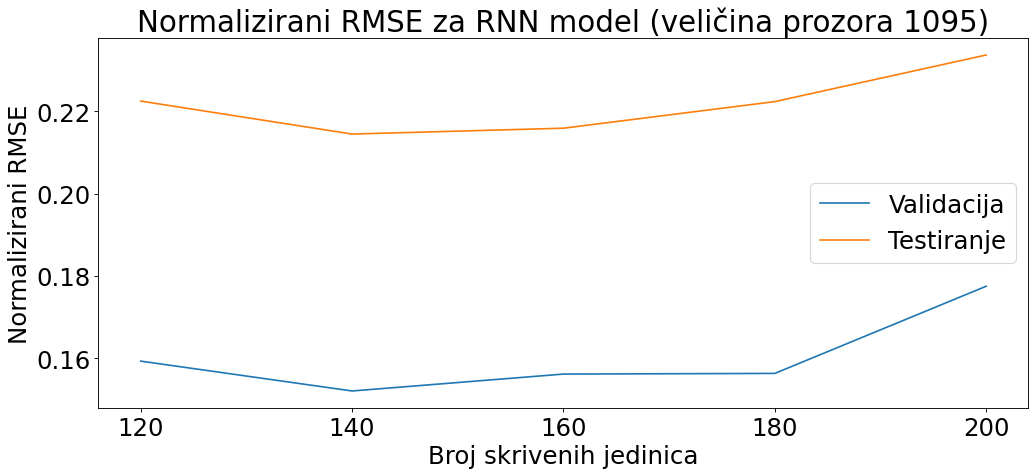 Normalizirani RMSE za RNN model (veličina prozora 1095)
Normalizirani RMSE
0.22
0.20
0.18
0.16
Validacija
Testiranje
120 140 160 180 200
Broj skrivenih jedinica